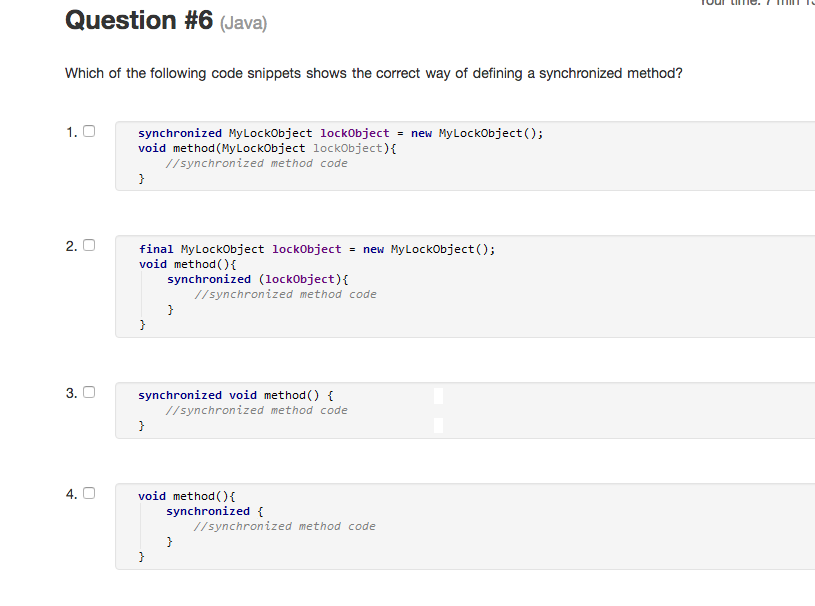 Question #6 (Java)
Which of the following code snippets shows the correct way of defining a synchronized method?
1.
synchronized MyLockObject lockObject = new MyLockObject();
void method(MyLockObject lockObject){
//synchronized method code
}
2.
final MyLockObject lockObject = new MyLockObject();
void method(){
synchronized (lockObject){
//synchronized method code
}
}
3.
synchronized void method() {
//synchronized method code
}
4.
void method(){
synchronized {
//synchronized method code
}
}